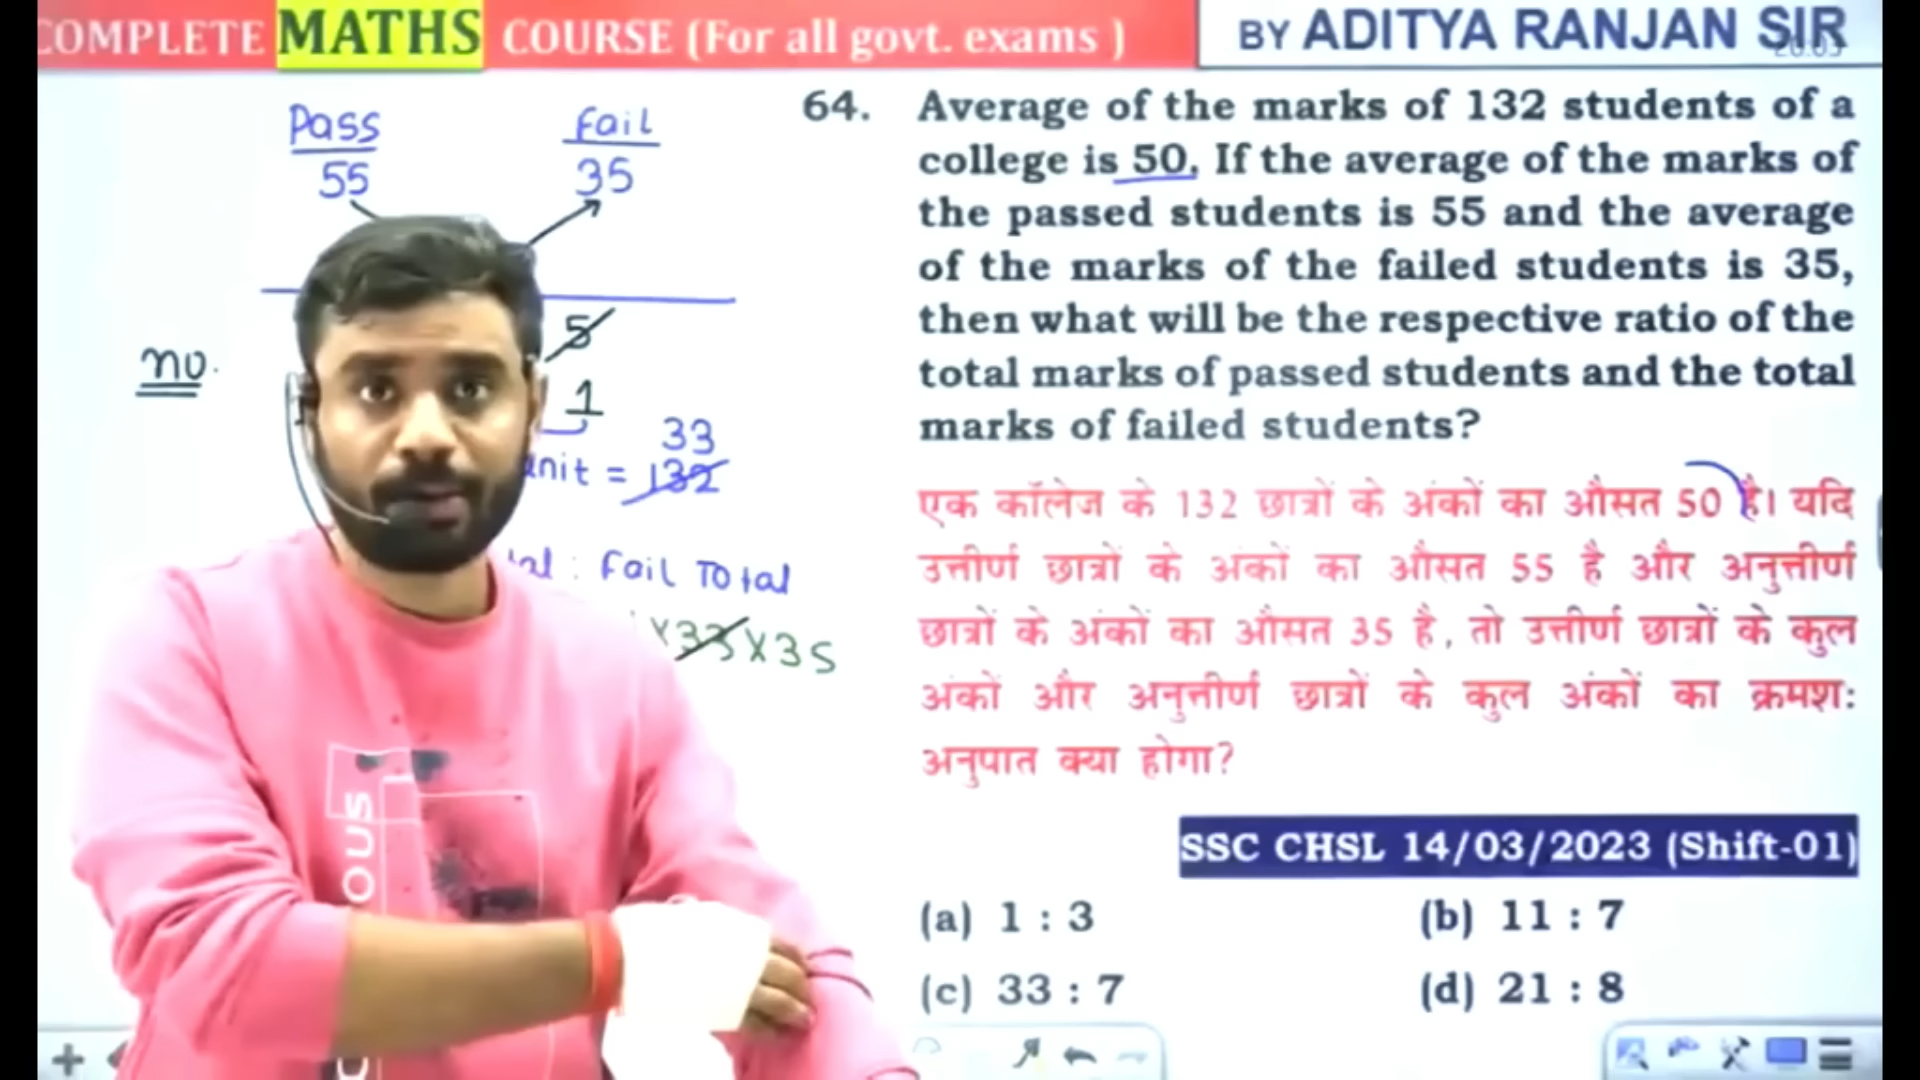 COMPLETE MATHS COURSE (For all govt. exams )
BY ADITYA RANJAN SIR
Pass
Fail
55
35
5
no.
1
33
unit = 132
: Fail Total
1x33x35
64. Average of the marks of 132 students of a
college is 50. If the average of the marks of
the passed students is 55 and the average
of the marks of the failed students is 35,
then what will be the respective ratio of the
total marks of passed students and the total
marks of failed students?
एक कॉलेज के 132 छात्रों के अंकों का औसत 50 है। यदि
उत्तीर्ण छात्रों के अंकों का औसत 55 है और अनुत्तीर्ण
छात्रों के अंकों का औसत 35 है, तो उत्तीर्ण छात्रों के कुल
अंकों और अनुत्तीर्ण छात्रों के कुल अंकों का क्रमशः
अनुपात क्या होगा?
SSC CHSL 14/03/2023 (Shift-01)
(a) 1 : 3
(b) 11 : 7
(c) 33 : 7
(d) 21 : 8
OUS